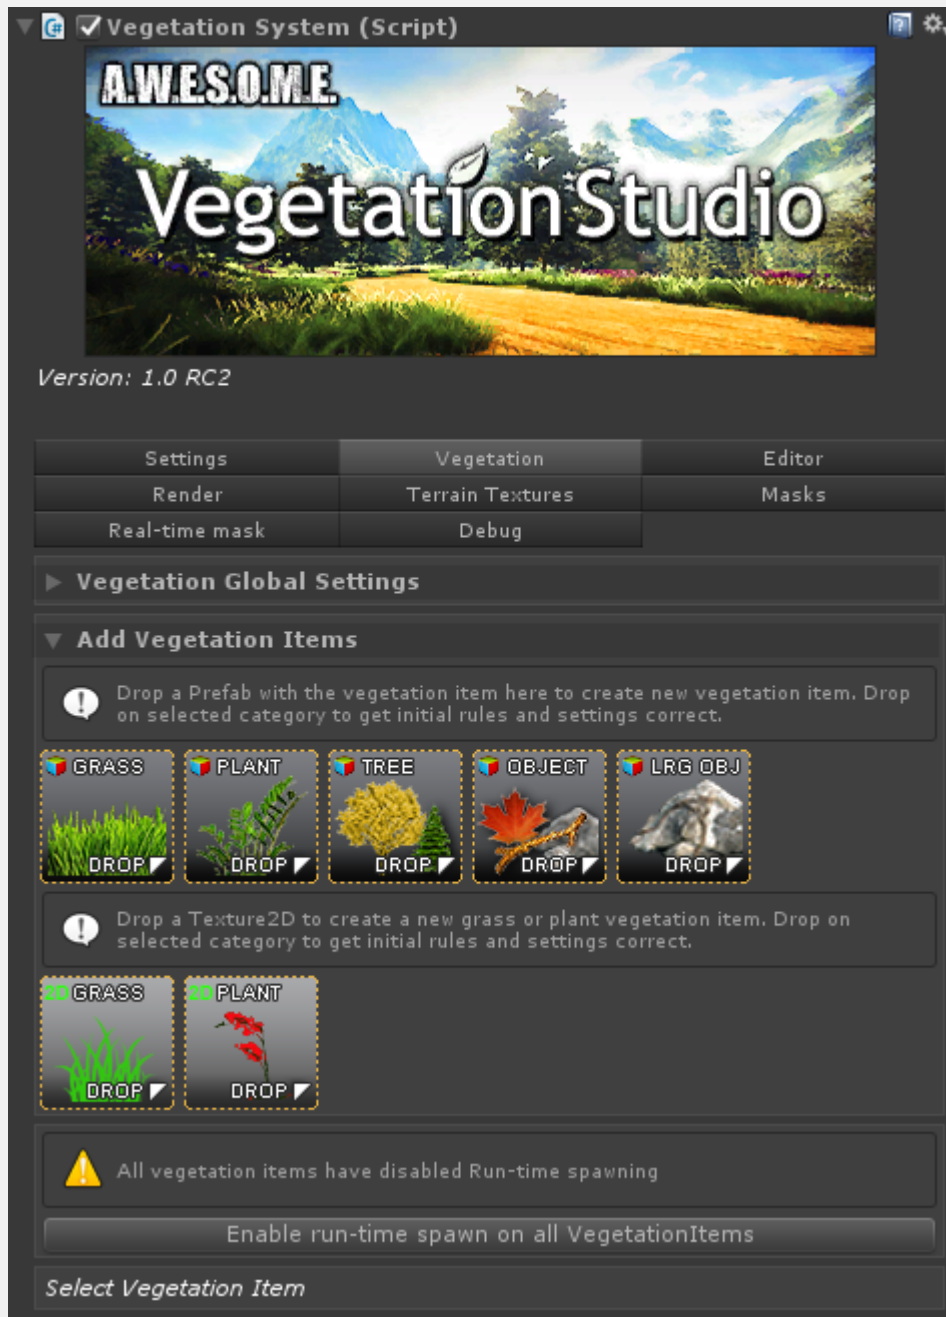 Vegetation System (Script)
A.W.E.S.O.M.E.
Vegetation Studio
Version: 1.0 RC2
Settings Vegetation Editor
Render Terrain Textures Masks
Real-time mask Debug
Vegetation Global Settings
Add Vegetation Items
Drop a Prefab with the vegetation item here to create new vegetation item. Drop
on selected category to get initial rules and settings correct.
GRASS PLANT TREE OBJECT LRG OBJ
DROP DROP DROP DROP DROP
Drop a Texture2D to create a new grass or plant vegetation item. Drop on
selected category to get initial rules and settings correct.
2D GRASS 2D PLANT
DROP DROP
All vegetation items have disabled Run-time spawning
Enable run-time spawn on all VegetationItems
Select Vegetation Item